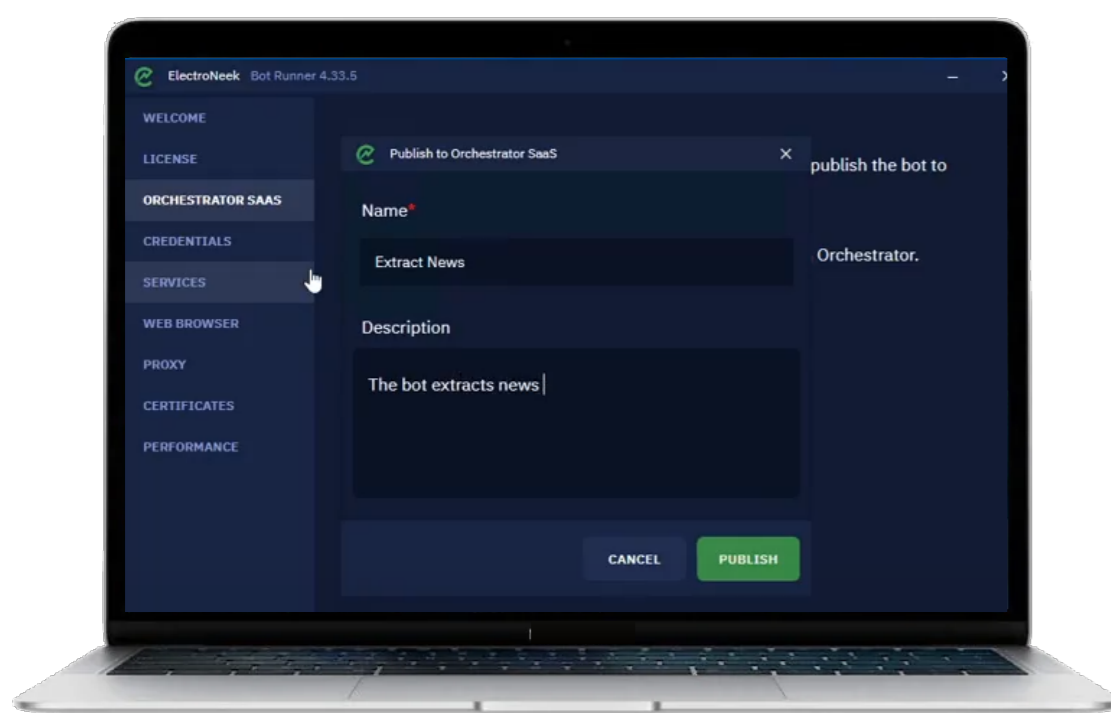 ElectroNeek Bot Runner 4.33.5
WELCOME
LICENSE
ORCHESTRATOR SAAS
CREDENTIALS
SERVICES
WEB BROWSER
PROXY
CERTIFICATES
PERFORMANCE
Publish to Orchestrator SaaS
Name*
Extract News
Description
The bot extracts news
CANCEL
PUBLISH
publish the bot to
Orchestrator.